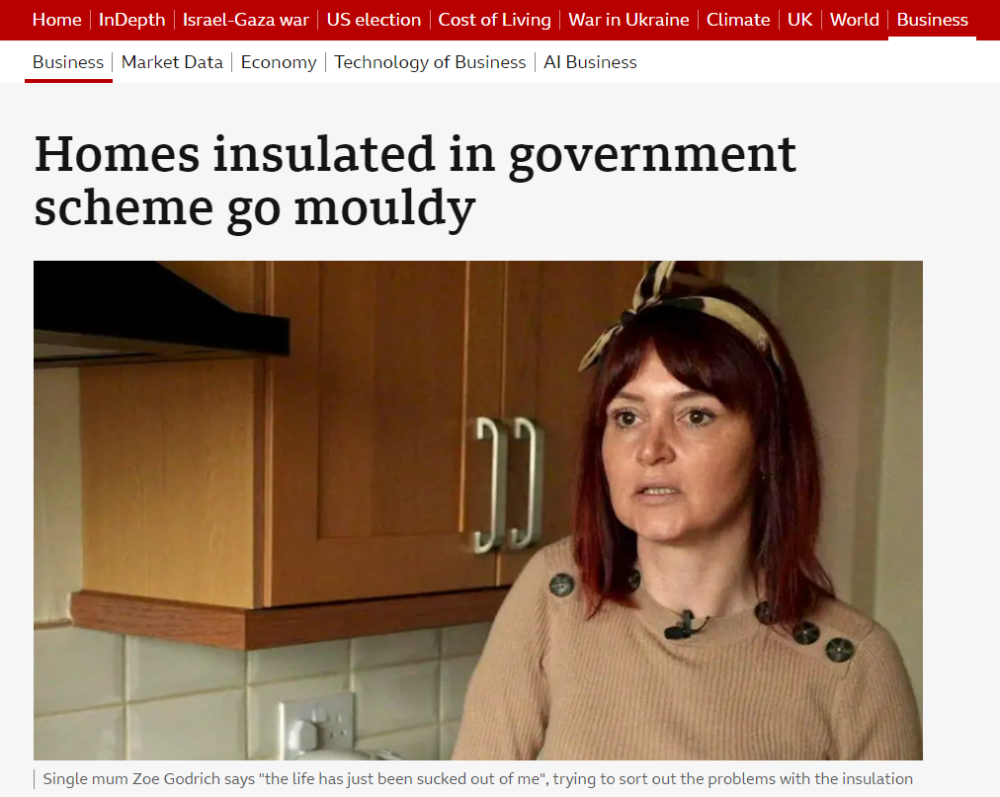 Home InDepth Israel-Gaza war US election Cost of Living War in Ukraine Climate UK World Business
Business Market Data Economy Technology of Business AI Business
Homes insulated in government
scheme go mouldy
Single mum Zoe Godrich says "the life has just been sucked out of me", trying to sort out the problems with the insulation